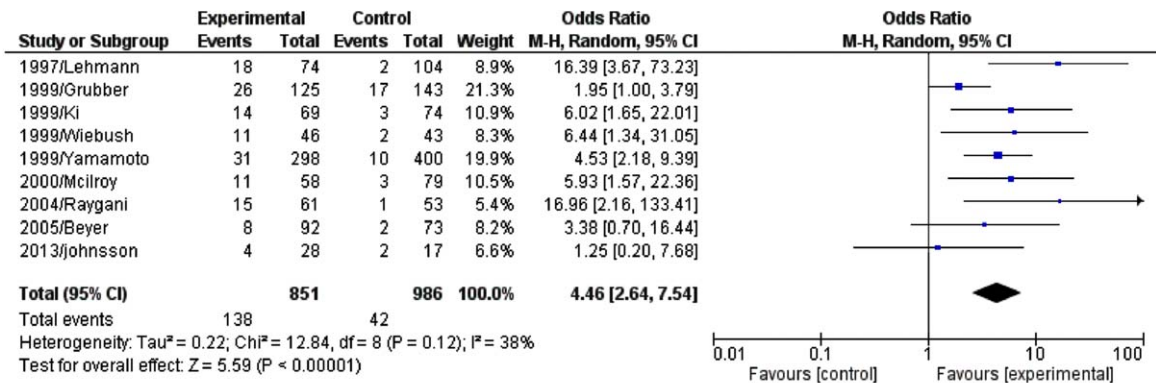 Experimental Control Odds Ratio Odds Ratio
Study or Subgroup Events Total Events Total Weight M-H, Random, 95% CI M-H, Random, 95% CI
1997/Lehmann 18 74 2 104 8.9% 16.39 [3.67, 73.23]
1999/Grubber 26 125 17 143 21.3% 1.95 [1.00, 3.79]
1999/Ki 14 69 3 74 10.9% 6.02 [1.65, 22.01]
1999/Wiebush 11 46 2 43 8.3% 6.44 [1.34, 31.05]
1999/Yamamoto 31 298 10 400 19.9% 4.53 [2.18, 9.39]
2000/Mcilroy 11 58 3 79 10.5% 5.93 [1.57, 22.36]
2004/Raygani 15 61 1 53 5.4% 16.96 [2.16, 133.41]
2005/Beyer 8 92 2 73 8.2% 3.38 [0.70, 16.44]
2013/johnsson 4 28 2 17 6.6% 1.25 [0.20, 7.68]
Total (95% CI) 851 986 100.0% 4.46 [2.64, 7.54]
Total events 138 42
Heterogeneity: Tau² = 0.22; Chi² = 12.84, df = 8 (P = 0.12); I² = 38%
Test for overall effect: Z = 5.59 (P < 0.00001)
0.01 0.1 1 10 100
Favours [control] Favours [experimental]